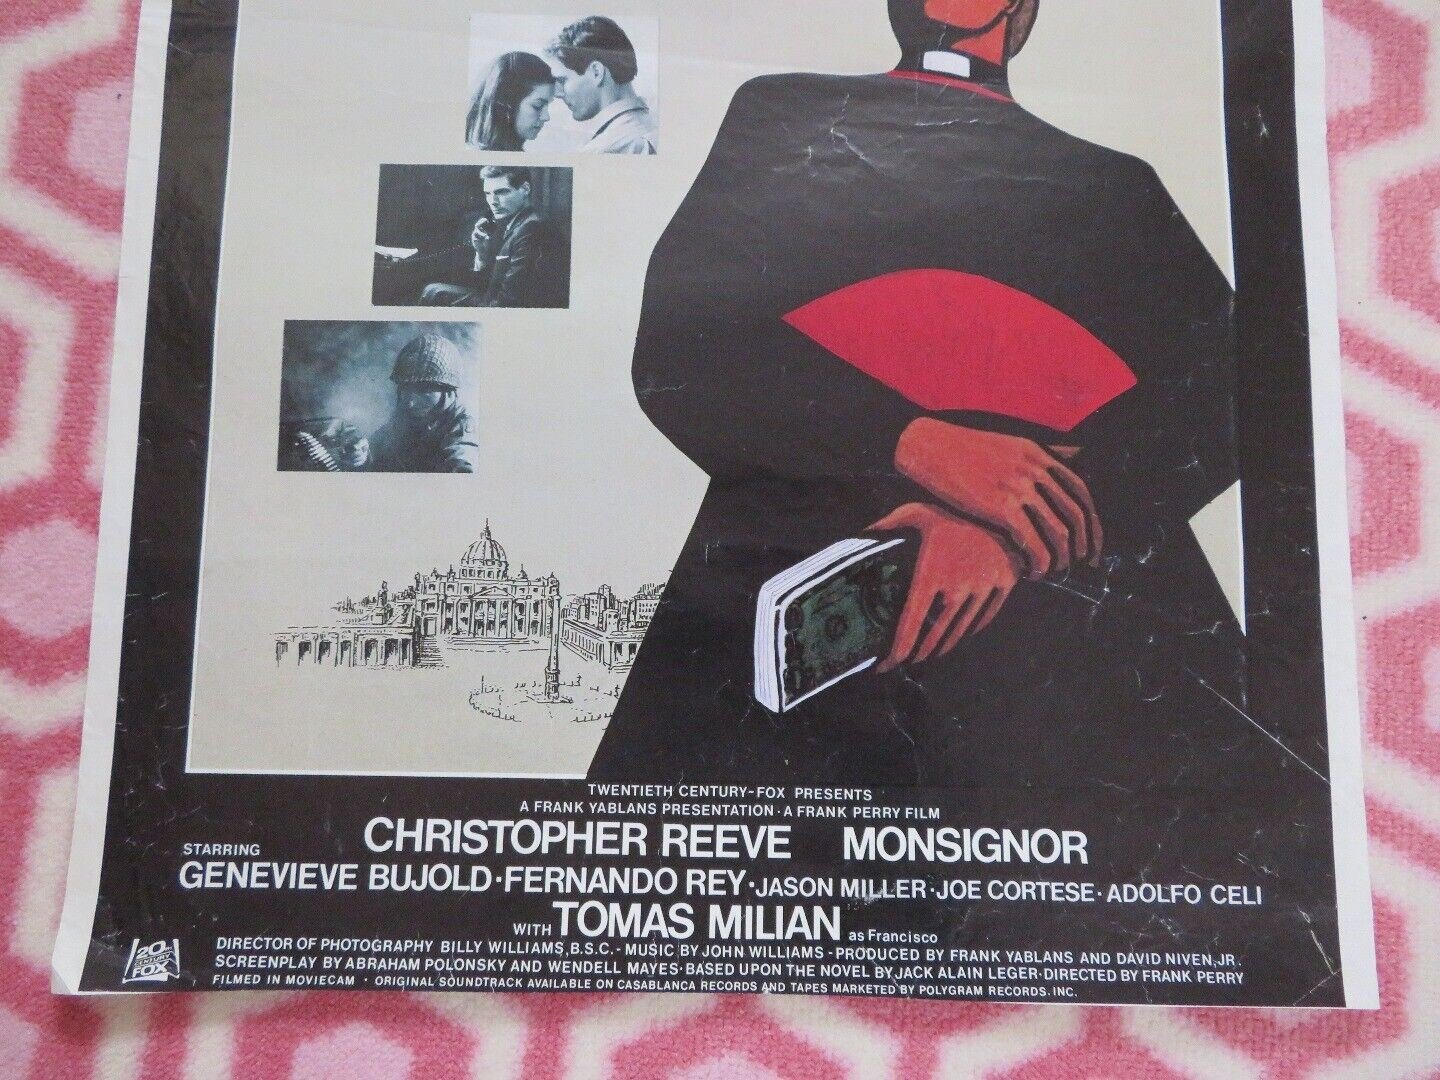 TWENTIETH CENTURY-FOX PRESENTS
A FRANK YABLANS PRESENTATION · A FRANK PERRY FILM
CHRISTOPHER REEVE MONSIGNOR
STARRING
GENEVIEVE BUJOLD · FERNANDO REY · JASON MILLER · JOE CORTESE · ADOLFO CELI
WITH TOMAS MILIAN as Francisco
DIRECTOR OF PHOTOGRAPHY BILLY WILLIAMS, B.S.C. - MUSIC BY JOHN WILLIAMS - PRODUCED BY FRANK YABLANS AND DAVID NIVEN, JR.
SCREENPLAY BY ABRAHAM POLONSKY AND WENDELL MAYES · BASED UPON THE NOVEL BY JACK ALAIN LEGER · DIRECTED BY FRANK PERRY
FILMED IN MOVIECAM · ORIGINAL SOUNDTRACK AVAILABLE ON CASABLANCA RECORDS AND TAPES MARKETED BY POLYGRAM RECORDS, INC.
20th
CENTURY
FOX